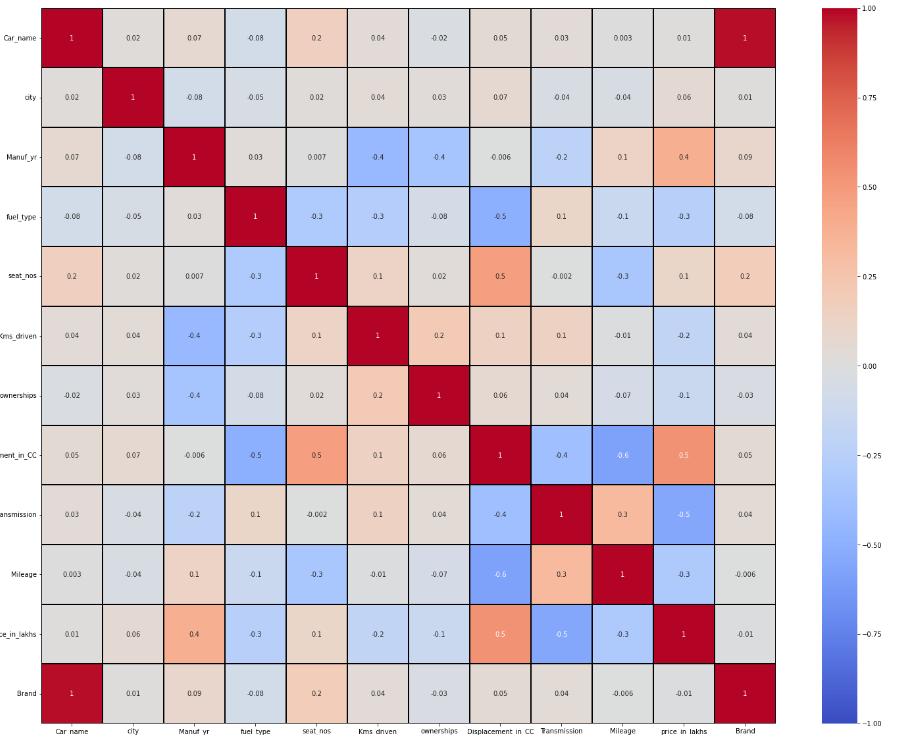 Car_name 1 0.02 0.07 -0.08 0.2 0.04 -0.02 0.05 0.03 0.003 0.01 1
city 0.02 1 -0.08 -0.05 0.02 0.04 0.03 0.07 -0.04 -0.04 0.06 0.01
Manuf_yr 0.07 -0.08 1 0.03 0.007 -0.4 -0.4 -0.006 -0.2 0.1 0.4 0.09
fuel_type -0.08 -0.05 0.03 1 -0.3 -0.3 -0.08 -0.5 0.1 -0.1 -0.3 -0.08
seat_nos 0.2 0.02 0.007 -0.3 1 0.1 0.02 0.5 -0.002 -0.3 0.1 0.2
Kms_driven 0.04 0.04 -0.4 -0.3 0.1 1 0.2 0.1 0.1 -0.01 -0.2 0.04
ownerships -0.02 0.03 -0.4 -0.08 0.02 0.2 1 0.06 0.04 -0.07 -0.1 -0.03
ment_in_CC 0.05 0.07 -0.006 -0.5 0.5 0.1 0.06 1 -0.4 -0.6 0.5 0.05
ansmission 0.03 -0.04 -0.2 0.1 -0.002 0.1 0.04 -0.4 1 0.3 -0.5 0.04
Mileage 0.003 -0.04 0.1 -0.1 -0.3 -0.01 -0.07 -0.6 0.3 1 -0.3 -0.006
ce_in_lakhs 0.01 0.06 0.4 -0.3 0.1 -0.2 -0.1 0.5 -0.5 -0.3 1 -0.01
Brand 1 0.01 0.09 -0.08 0.2 0.04 -0.03 0.05 0.04 -0.006 -0.01 1
Car_name city Manuf_yr fuel_type seat_nos Kms_driven ownerships Displacement_in_CC Transmission Mileage price_in_lakhs Brand
1.00
0.75
0.50
0.25
0.00
−0.25
−0.50
−0.75
−1.00